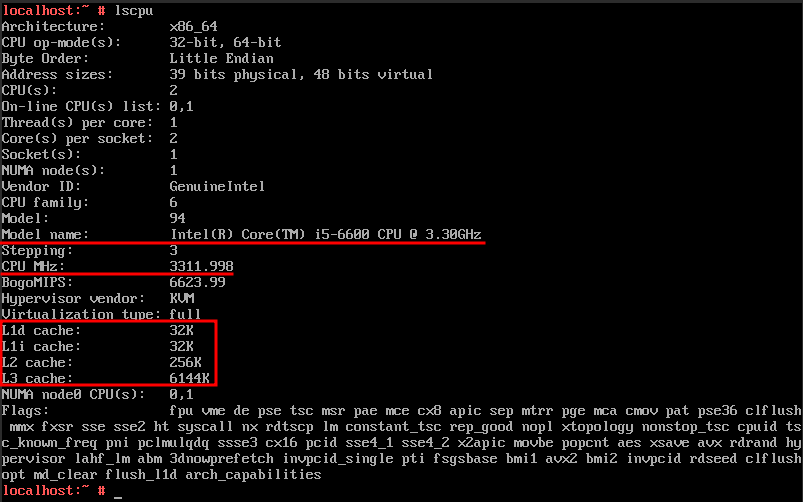 localhost:~ # lscpu
Architecture:        x86_64
CPU op-mode(s):      32-bit, 64-bit
Byte Order:          Little Endian
Address sizes:       39 bits physical, 48 bits virtual
CPU(s):              2
On-line CPU(s) list: 0,1
Thread(s) per core:  1
Core(s) per socket:  2
Socket(s):           1
NUMA node(s):        1
Vendor ID:           GenuineIntel
CPU family:          6
Model:               94
Model name:          Intel(R) Core(TM) i5-6600 CPU @ 3.30GHz
Stepping:            3
CPU MHz:             3311.998
BogoMIPS:            6623.99
Hypervisor vendor:   KVM
Virtualization type: full
L1d cache:           32K
L1i cache:           32K
L2 cache:            256K
L3 cache:            6144K
NUMA node0 CPU(s):   0,1
Flags:               fpu vme de pse tsc msr pae mce cx8 apic sep mtrr pge mca cmov pat pse36 clflush
 mmx fxsr sse sse2 ht syscall nx rdtscp lm constant_tsc rep_good nopl xtopology nonstop_tsc cpuid ts
c_known_freq pni pclmulqdq ssse3 cx16 pcid sse4_1 sse4_2 x2apic movbe popcnt aes xsave avx rdrand hy
pervisor lahf_lm abm 3dnowprefetch invpcid_single pti fsgsbase bmi1 avx2 bmi2 invpcid rdseed clflush
opt md_clear flush_l1d arch_capabilities
localhost:~ # _